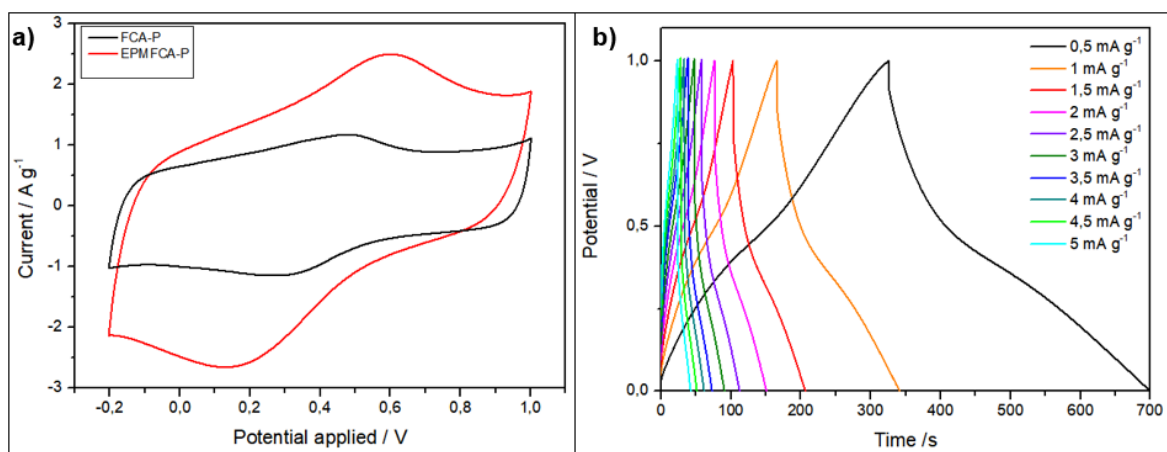 a)
FCA-P
EPMFCA-P
Current / A g⁻¹
3
2
1
0
-1
-2
-3
-0,2 0,0 0,2 0,4 0,6 0,8 1,0
Potential applied / V
b)
0,5 mA g⁻¹
1 mA g⁻¹
1,5 mA g⁻¹
2 mA g⁻¹
2,5 mA g⁻¹
3 mA g⁻¹
3,5 mA g⁻¹
4 mA g⁻¹
4,5 mA g⁻¹
5 mA g⁻¹
Potential / V
1.0
0.5
0.0
0 100 200 300 400 500 600 700
Time /s